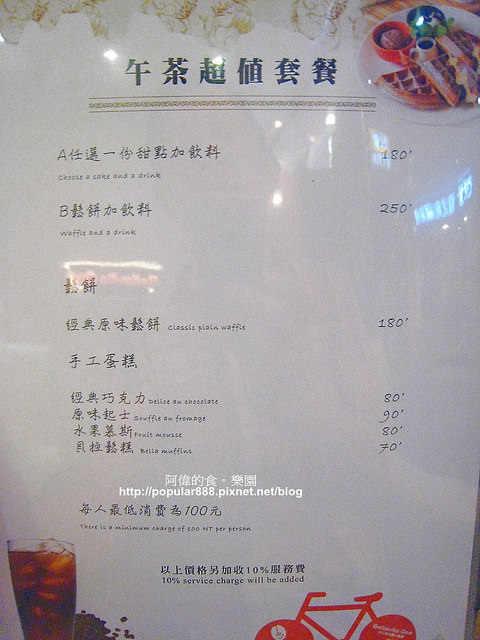 午茶超值套餐
A任選一份甜點加飲料 180'
Choose a cake and a drink
B鬆餅加飲料 250'
Waffle and a drink
鬆餅
經典原味鬆餅 Classic plain waffle 180'
手工蛋糕
經典巧克力 Delice au chocolate 80'
原味起士 Souffle au fromage 90'
水果慕斯 Fruit mousse 80'
貝拉鬆糕 Bella muffins 70'
阿偉的食。樂園
http://popular888.pixnet.net/blog
每人最低消費為100元
There is a minimum charge of 100 NT per person
以上價格另加收10%服務費
10% service charge will be added
Bellavita One